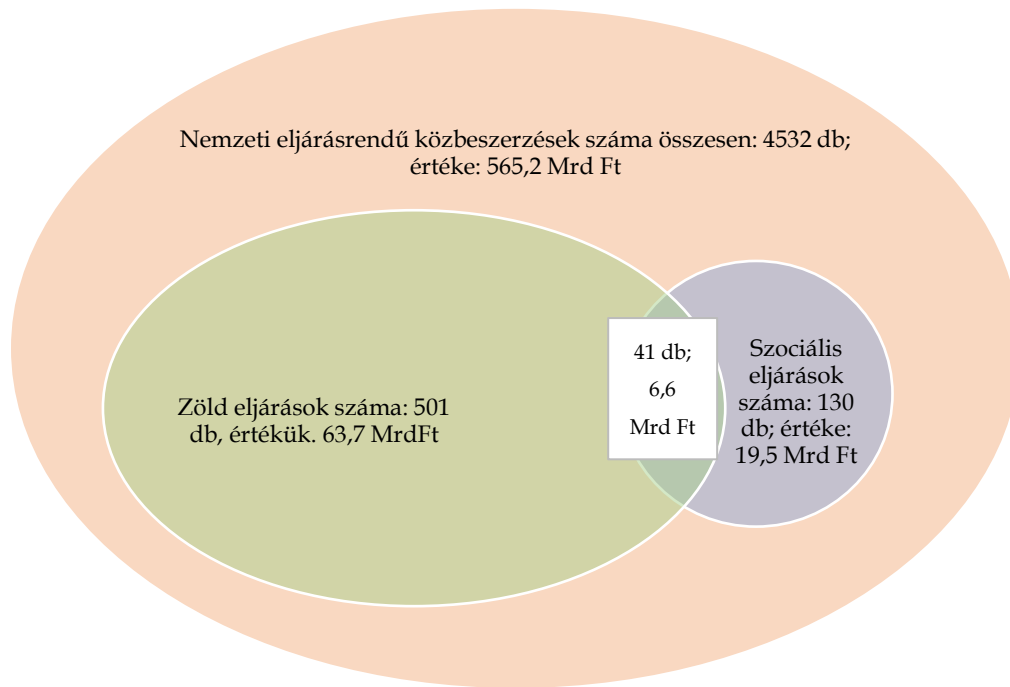 Nemzeti eljárásrendű közbeszerzések száma összesen: 4532 db;
értéke: 565,2 Mrd Ft
Zöld eljárások száma: 501
db, értékük. 63,7 MrdFt
41 db;
6,6
Mrd Ft
Szociális
eljárások
száma: 130
db; értéke:
19,5 Mrd Ft